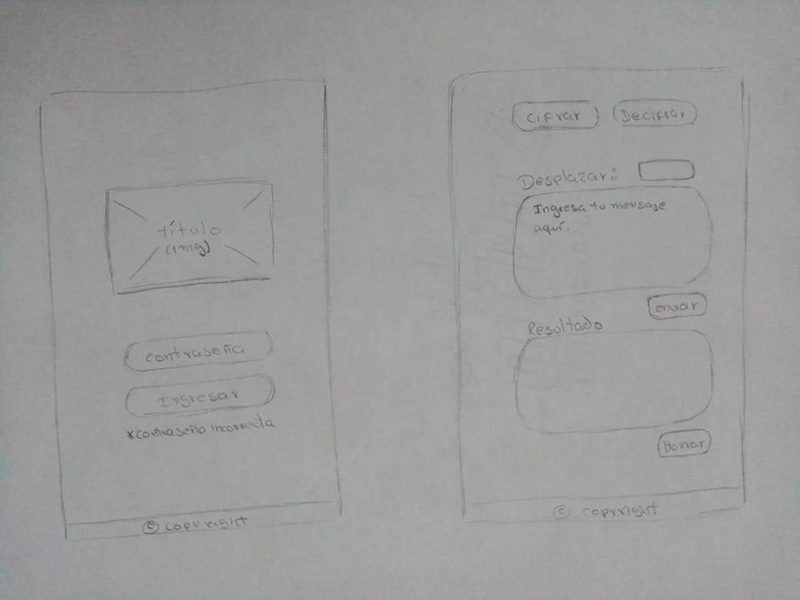 título
(img)
contraseña
Ingresar
*contraseña incorrecta
© copyright
Cifrar
Decifrar
Desplazar:
Ingresa tu mensaje
aquí.
enviar
Resultado
Borrar
© copyright